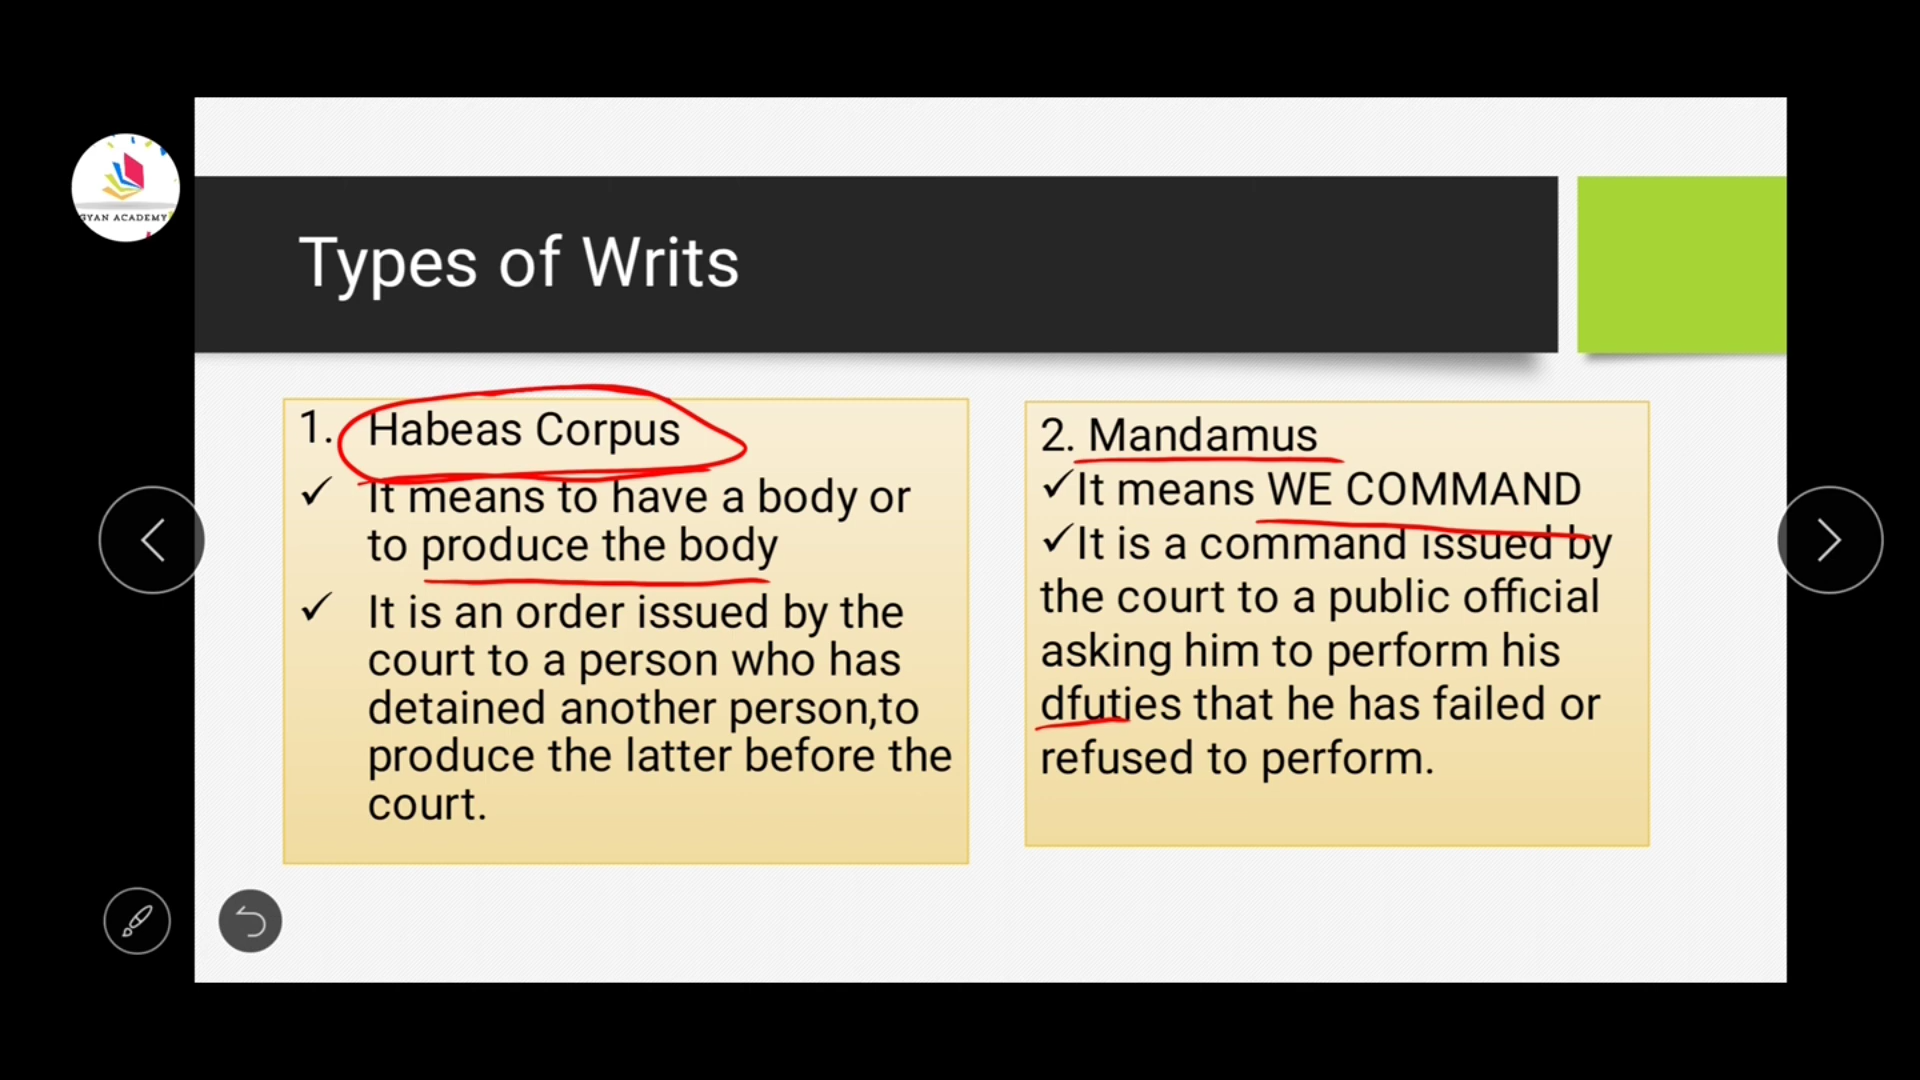 GYAN ACADEMY
Types of Writs
1. Habeas Corpus
✓ It means to have a body or
to produce the body
✓ It is an order issued by the
court to a person who has
detained another person,to
produce the latter before the
court.
2. Mandamus
✓It means WE COMMAND
✓It is a command issued by
the court to a public official
asking him to perform his
dfuties that he has failed or
refused to perform.